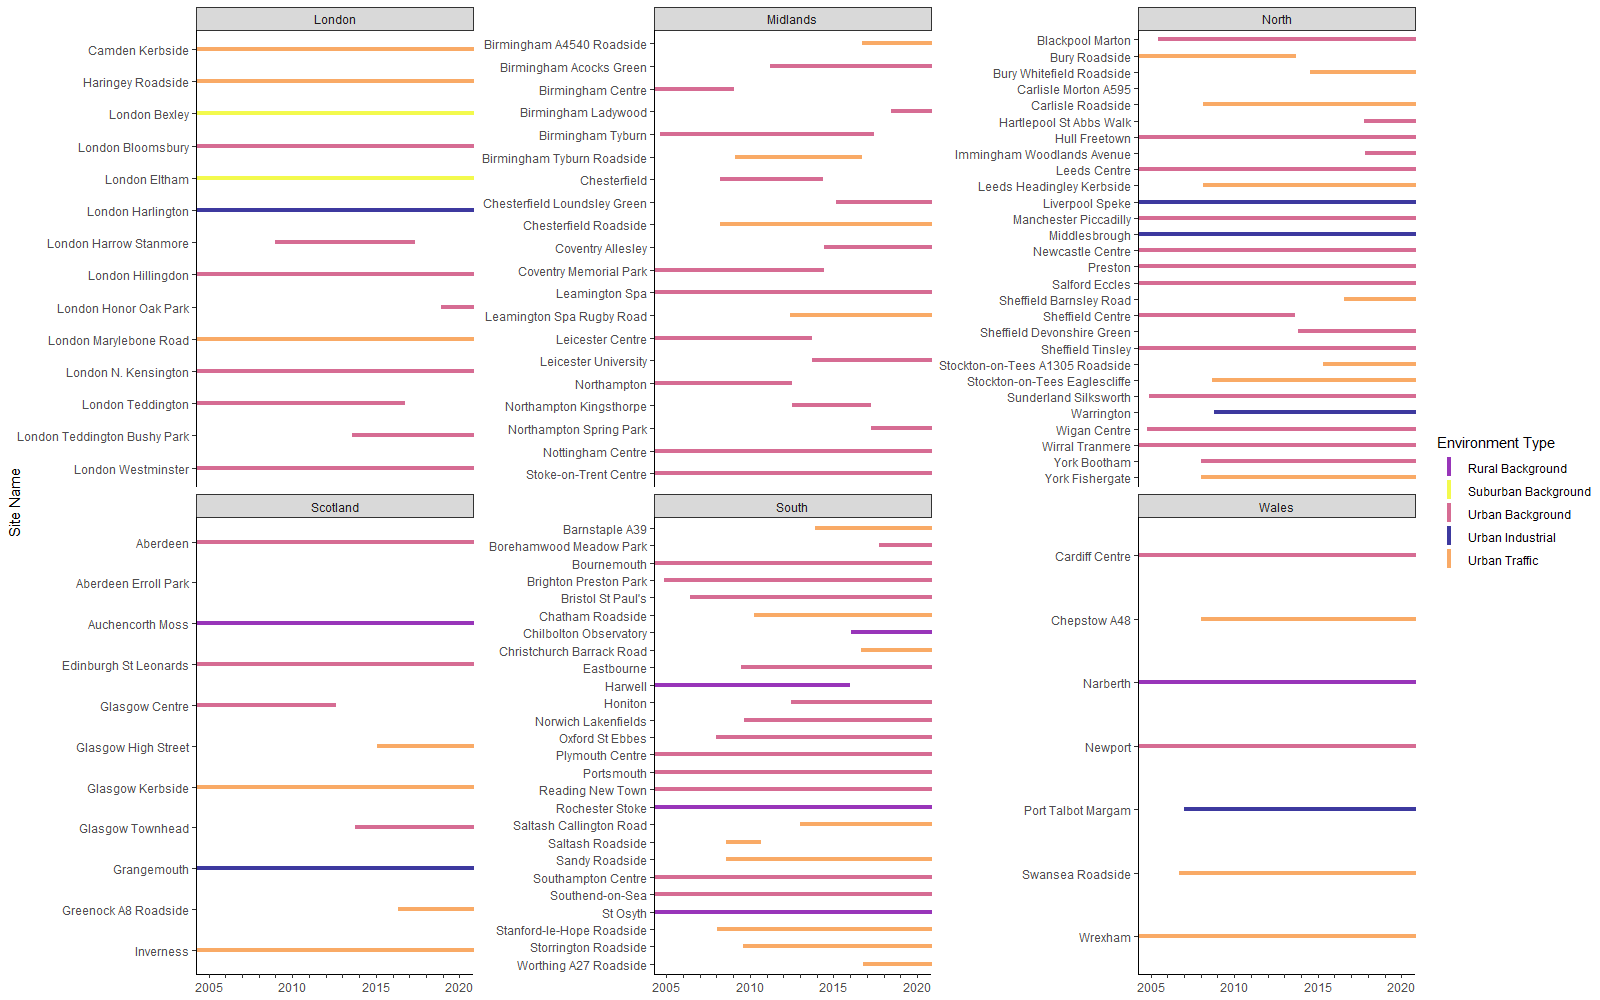 London
Camden Kerbside
Haringey Roadside
London Bexley
London Bloomsbury
London Eltham
London Harlington
London Harrow Stanmore
London Hillingdon
London Honor Oak Park
London Marylebone Road
London N. Kensington
London Teddington
London Teddington Bushy Park
London Westminster
Midlands
Birmingham A4540 Roadside
Birmingham Acocks Green
Birmingham Centre
Birmingham Ladywood
Birmingham Tyburn
Birmingham Tyburn Roadside
Chesterfield
Chesterfield Loundsley Green
Chesterfield Roadside
Coventry Allesley
Coventry Memorial Park
Leamington Spa
Leamington Spa Rugby Road
Leicester Centre
Leicester University
Northampton
Northampton Kingsthorpe
Northampton Spring Park
Nottingham Centre
Stoke-on-Trent Centre
North
Blackpool Marton
Bury Roadside
Bury Whitefield Roadside
Carlisle Morton A595
Carlisle Roadside
Hartlepool St Abbs Walk
Hull Freetown
Immingham Woodlands Avenue
Leeds Centre
Leeds Headingley Kerbside
Liverpool Speke
Manchester Piccadilly
Middlesbrough
Newcastle Centre
Preston
Salford Eccles
Sheffield Barnsley Road
Sheffield Centre
Sheffield Devonshire Green
Sheffield Tinsley
Stockton-on-Tees A1305 Roadside
Stockton-on-Tees Eaglescliffe
Sunderland Silksworth
Warrington
Wigan Centre
Wirral Tranmere
York Bootham
York Fishergate
Site Name
Scotland
Aberdeen
Aberdeen Erroll Park
Auchencorth Moss
Edinburgh St Leonards
Glasgow Centre
Glasgow High Street
Glasgow Kerbside
Glasgow Townhead
Grangemouth
Greenock A8 Roadside
Inverness
2005 2010 2015 2020
South
Barnstaple A39
Borehamwood Meadow Park
Bournemouth
Brighton Preston Park
Bristol St Paul's
Chatham Roadside
Chilbolton Observatory
Christchurch Barrack Road
Eastbourne
Harwell
Honiton
Norwich Lakenfields
Oxford St Ebbes
Plymouth Centre
Portsmouth
Reading New Town
Rochester Stoke
Saltash Callington Road
Saltash Roadside
Sandy Roadside
Southampton Centre
Southend-on-Sea
St Osyth
Stanford-le-Hope Roadside
Storrington Roadside
Worthing A27 Roadside
2005 2010 2015 2020
Wales
Cardiff Centre
Chepstow A48
Narberth
Newport
Port Talbot Margam
Swansea Roadside
Wrexham
2005 2010 2015 2020
Environment Type
Rural Background
Suburban Background
Urban Background
Urban Industrial
Urban Traffic